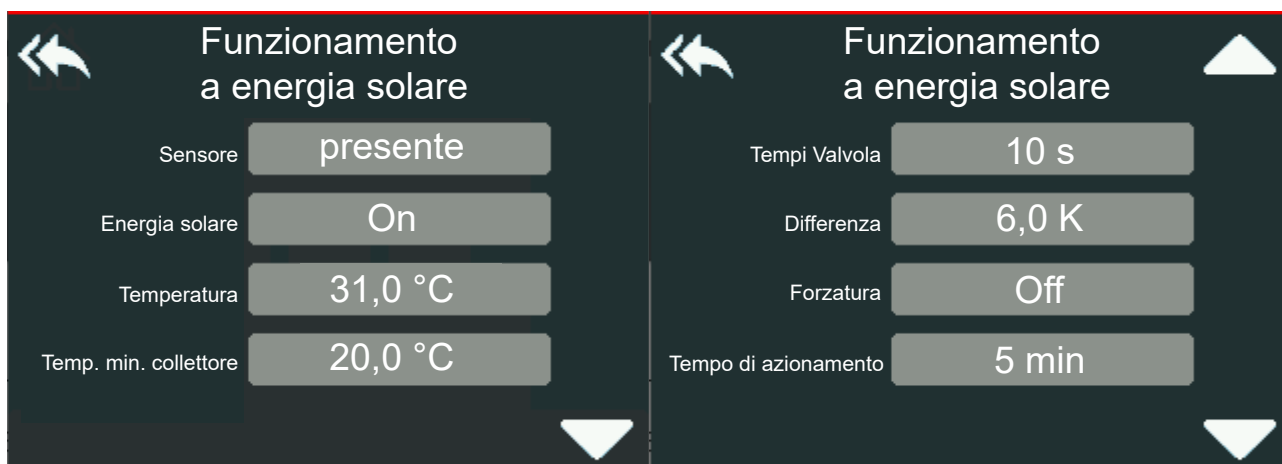 Funzionamento
a energia solare
Sensore presente
Energia solare On
Temperatura 31,0 °C
Temp. min. collettore 20,0 °C
Funzionamento
a energia solare
Tempi Valvola 10 s
Differenza 6,0 K
Forzatura Off
Tempo di azionamento 5 min